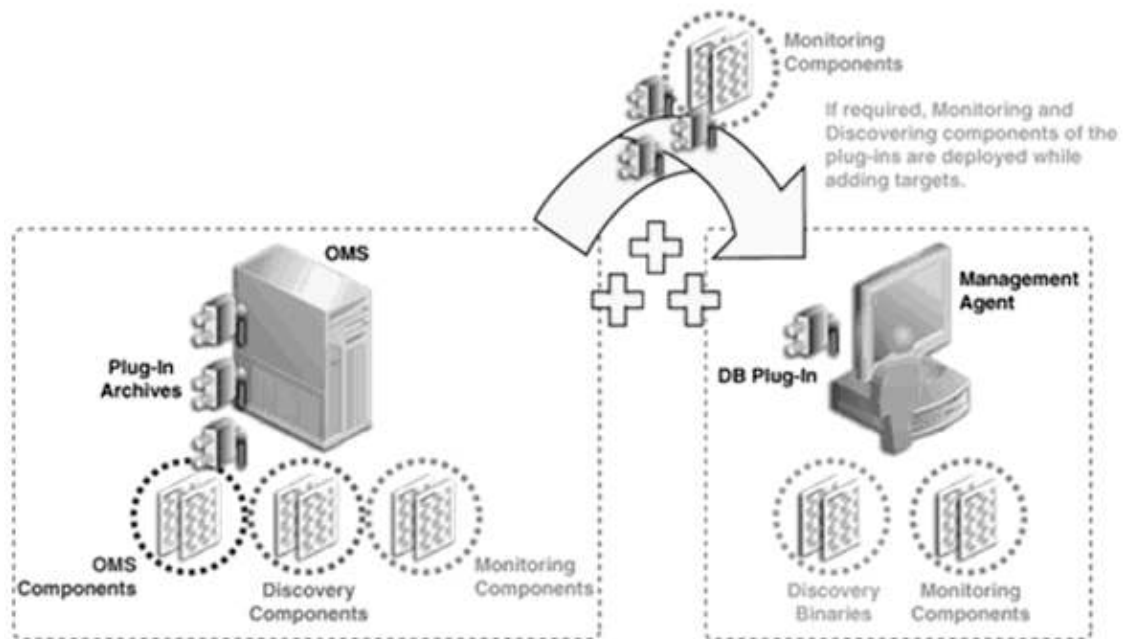 Monitoring
Components
If required, Monitoring and
Discovering components of the
plug-ins are deployed while
adding targets.
OMS
Plug-In
Archives
OMS
Components
Discovery
Components
Monitoring
Components
Management
Agent
DB Plug-In
Discovery
Binaries
Monitoring
Components